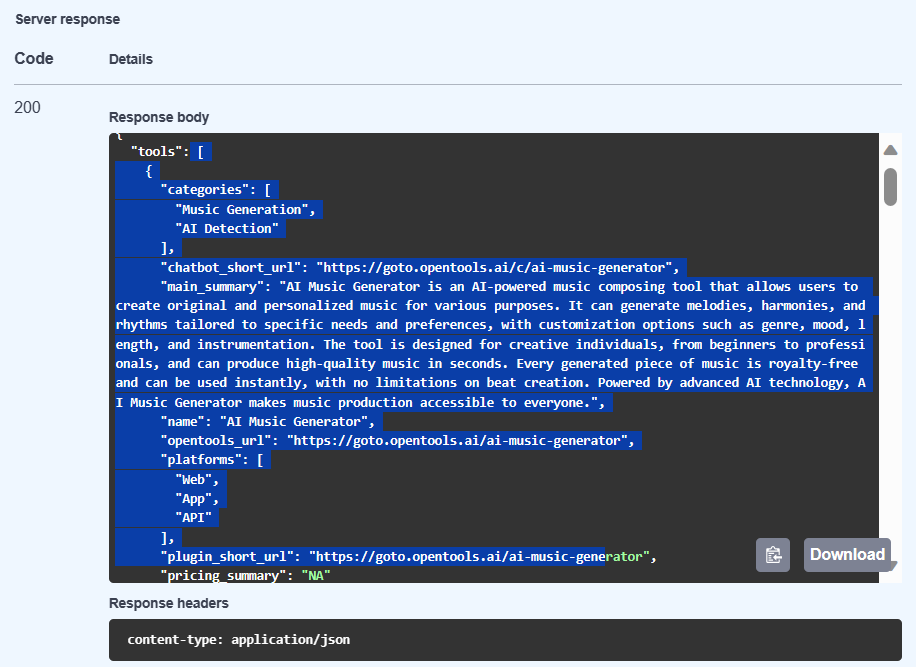 Server response
Code Details
200
Response body
{
"tools": [
{
"categories": [
"Music Generation",
"AI Detection"
],
"chatbot_short_url": "https://goto.opentools.ai/c/ai-music-generator",
"main_summary": "AI Music Generator is an AI-powered music composing tool that allows users to
create original and personalized music for various purposes. It can generate melodies, harmonies, and
rhythms tailored to specific needs and preferences, with customization options such as genre, mood, l
ength, and instrumentation. The tool is designed for creative individuals, from beginners to professi
onals, and can produce high-quality music in seconds. Every generated piece of music is royalty-free
and can be used instantly, with no limitations on beat creation. Powered by advanced AI technology, A
I Music Generator makes music production accessible to everyone.",
"name": "AI Music Generator",
"opentools_url": "https://goto.opentools.ai/ai-music-generator",
"platforms": [
"Web",
"App",
"API"
],
"plugin_short_url": "https://goto.opentools.ai/ai-music-generator",
"pricing_summary": "NA"
Download
Response headers
content-type: application/json